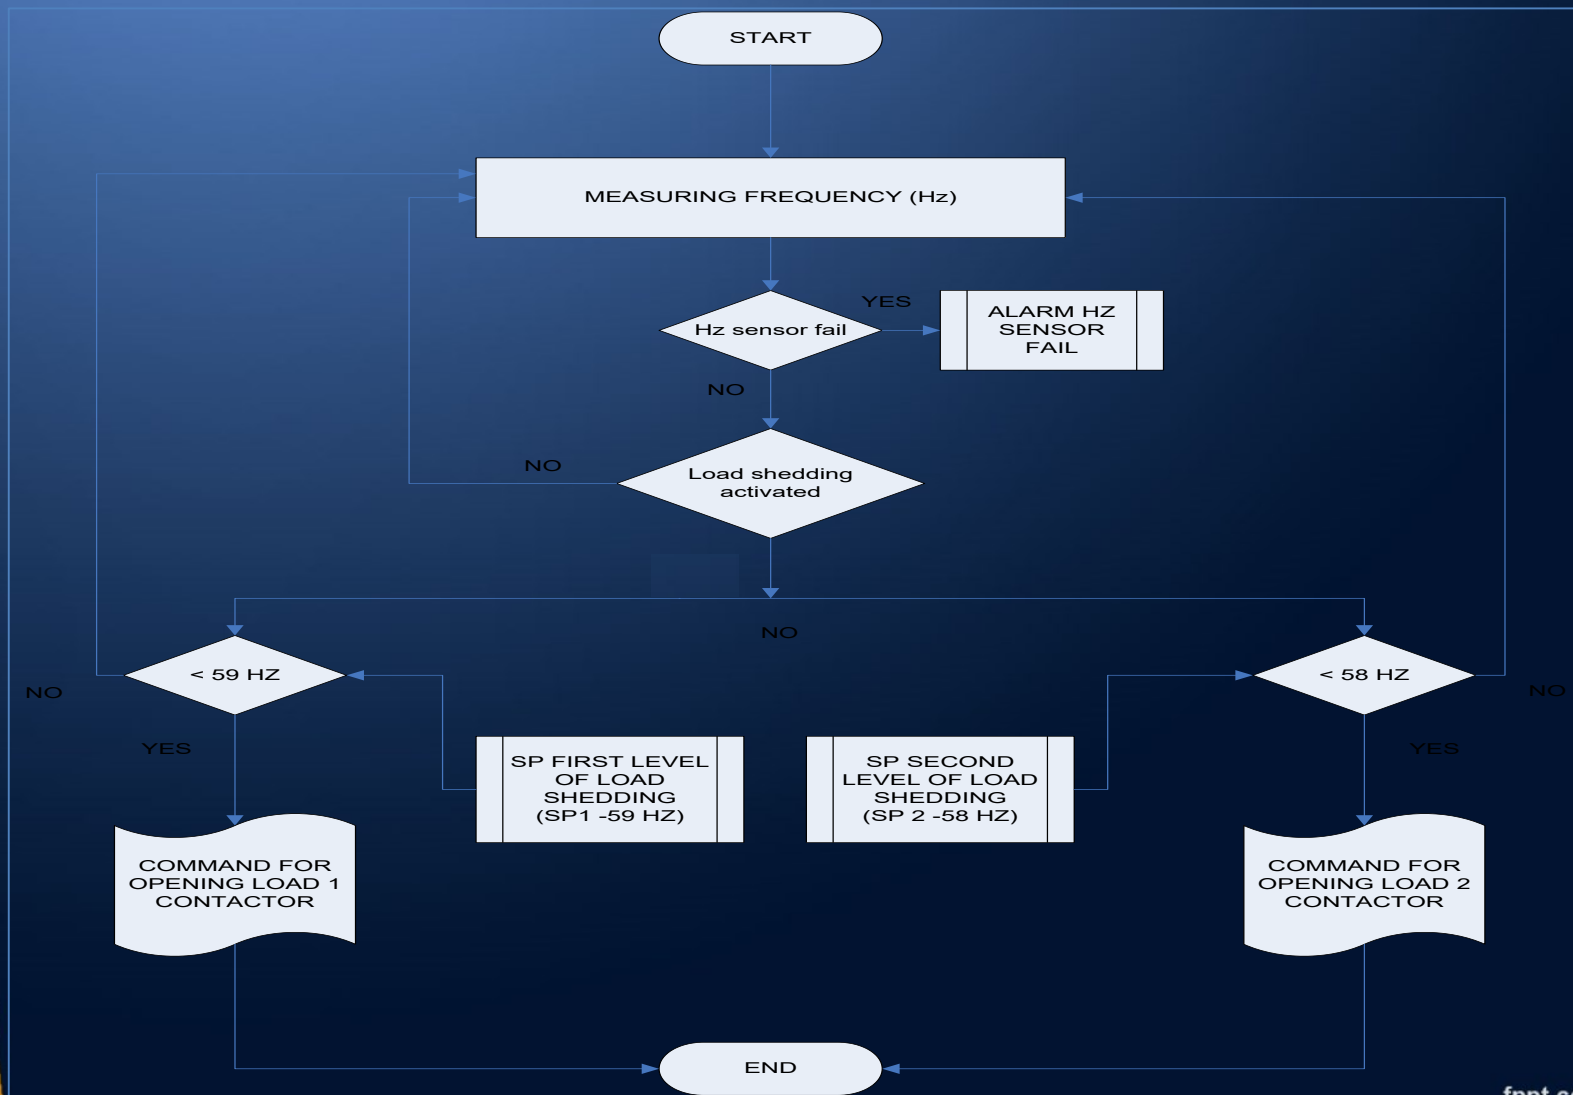 START
MEASURING FREQUENCY (Hz)
YES
Hz sensor fail
ALARM HZ
SENSOR
FAIL
NO
NO
Load shedding
activated
NO
< 59 HZ
< 58 HZ
NO
NO
YES
YES
SP FIRST LEVEL
OF LOAD
SHEDDING
(SP1 -59 HZ)
SP SECOND
LEVEL OF LOAD
SHEDDING
(SP 2 -58 HZ)
COMMAND FOR
OPENING LOAD 1
CONTACTOR
COMMAND FOR
OPENING LOAD 2
CONTACTOR
END